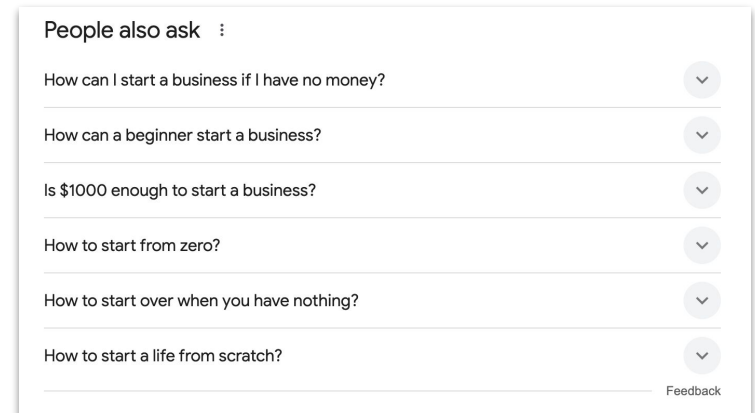 People also ask
How can I start a business if I have no money?
How can a beginner start a business?
Is $1000 enough to start a business?
How to start from zero?
How to start over when you have nothing?
How to start a life from scratch?
Feedback